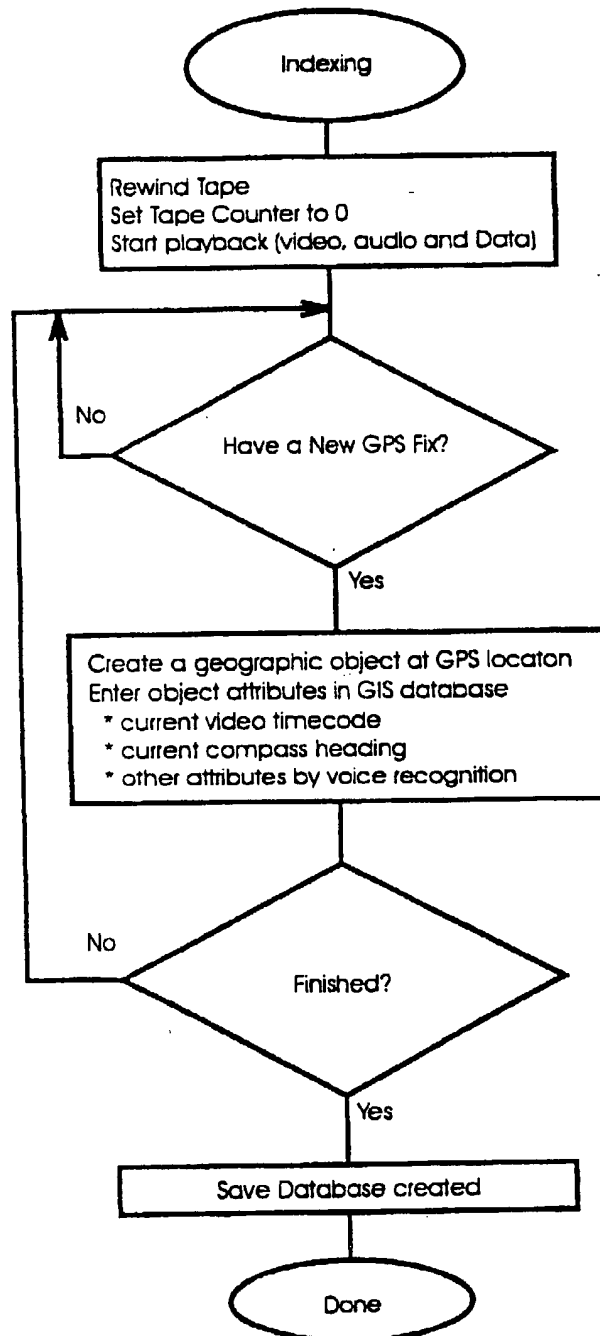 Indexing
Rewind Tape
Set Tape Counter to 0
Start playback (video, audio and Data)
No
Have a New GPS Fix?
Yes
Create a geographic object at GPS locaton
Enter object attributes in GIS database
* current video timecode
* current compass heading
* other attributes by voice recognition
No
Finished?
Yes
Save Database created
Done